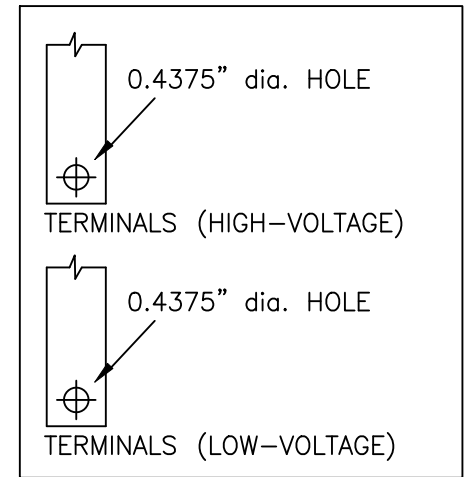 0.4375" dia. HOLE
TERMINALS (HIGH-VOLTAGE)
0.4375" dia. HOLE
TERMINALS (LOW-VOLTAGE)